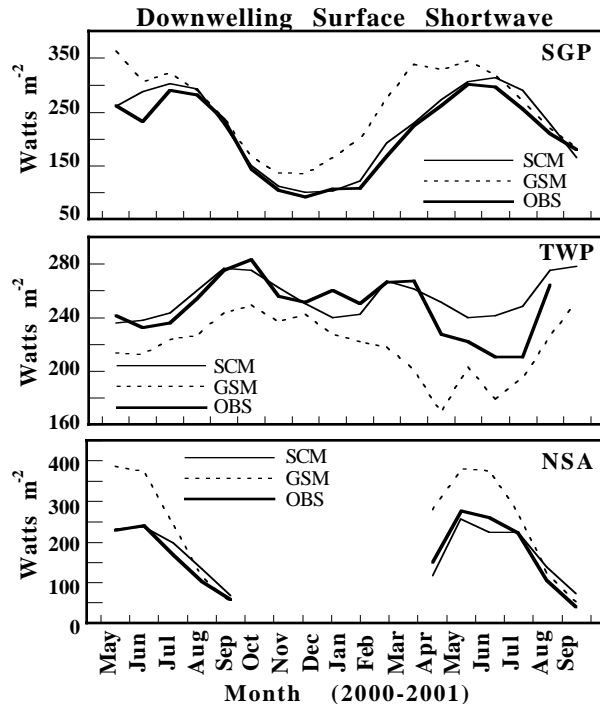 Downwelling Surface Shortwave
SGP
350
250
150
50
Watts m-2
SCM
GSM
OBS
TWP
280
240
200
160
Watts m-2
SCM
GSM
OBS
NSA
400
300
200
100
0
Watts m-2
SCM
GSM
OBS
May Jun Jul Aug Sep Oct Nov Dec Jan Feb Mar Apr May Jun Jul Aug Sep
Month (2000-2001)